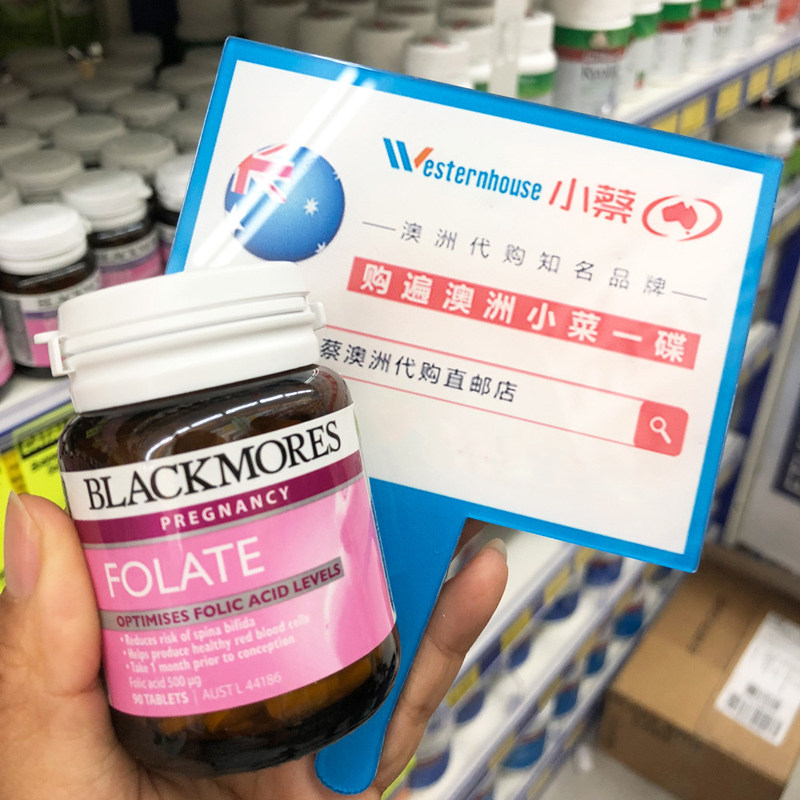 Westernhouse 小蔡
澳洲代购知名品牌
购遍澳洲小菜一碟
蔡澳洲代购直邮店
BLACKMORES
PREGNANCY
FOLATE
OPTIMISES FOLIC ACID LEVELS
• Reduces risk of spina bifida
• Helps produce healthy red blood cells
• Take 1 month prior to conception
Folic acid 500 µg
90 TABLETS | AUST L 44186